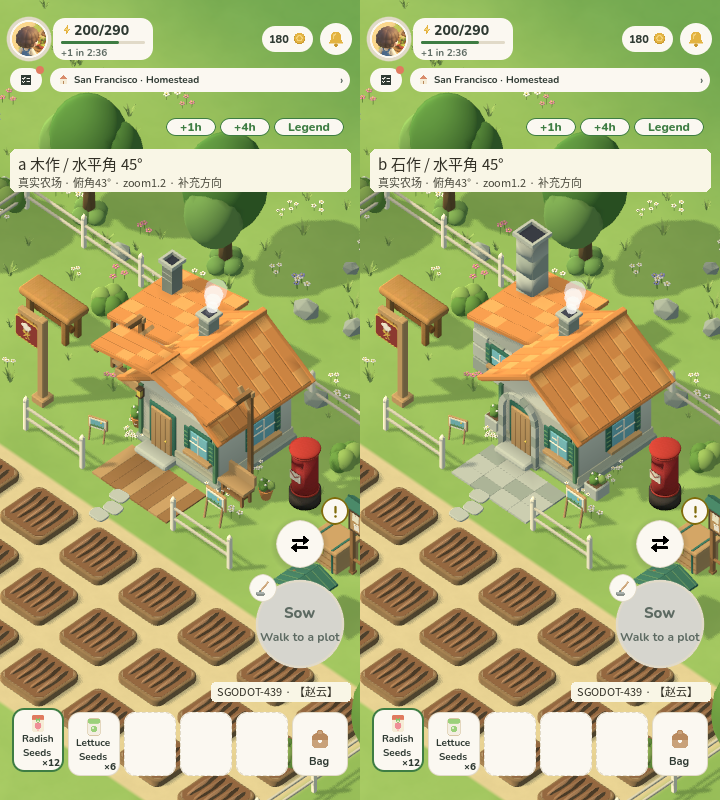 200/290
+1 in 2:36
180
San Francisco · Homestead ›
+1h
+4h
Legend
a 木作 / 水平角 45°
真实农场 · 俯角43° · zoom1.2 · 补充方向
!
Sow
Walk to a plot
SGODOT-439 · 【赵云】
Radish Seeds
×12
Lettuce Seeds
×6
Bag
200/290
+1 in 2:36
180
San Francisco · Homestead ›
+1h
+4h
Legend
b 石作 / 水平角 45°
真实农场 · 俯角43° · zoom1.2 · 补充方向
!
Sow
Walk to a plot
SGODOT-439 · 【赵云】
Radish Seeds
×12
Lettuce Seeds
×6
Bag